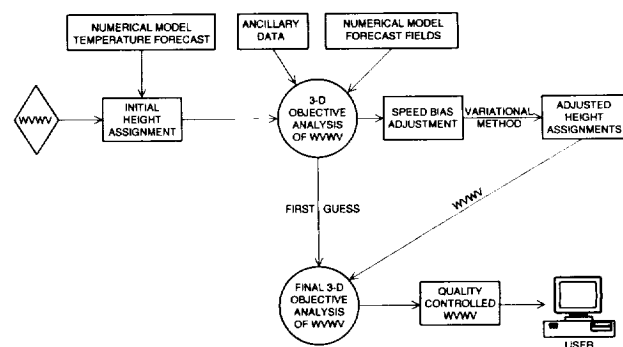 NUMERICAL MODEL
TEMPERATURE FORECAST
ANCILLARY
DATA
NUMERICAL MODEL
FORECAST FIELDS
WVWV
INITIAL
HEIGHT
ASSIGNMENT
3-D
OBJECTIVE
ANALYSIS
OF WVWV
SPEED BIAS
ADJUSTMENT
VARIATIONAL
METHOD
ADJUSTED
HEIGHT
ASSIGNMENTS
FIRST GUESS
WVWV
FINAL 3-D
OBJECTIVE
ANALYSIS
OF WVWV
QUALITY
CONTROLLED
WVWV
USER